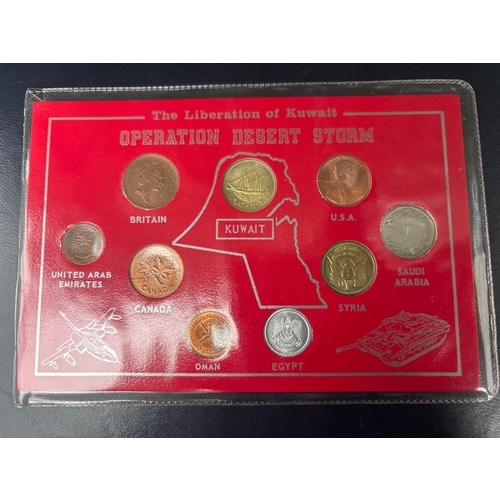 The Liberation of Kuwait
OPERATION DESERT STORM
BRITAIN
U.S.A.
KUWAIT
UNITED ARAB
EMIRATES
CANADA
SYRIA
SAUDI
ARABIA
OMAN
EGYPT